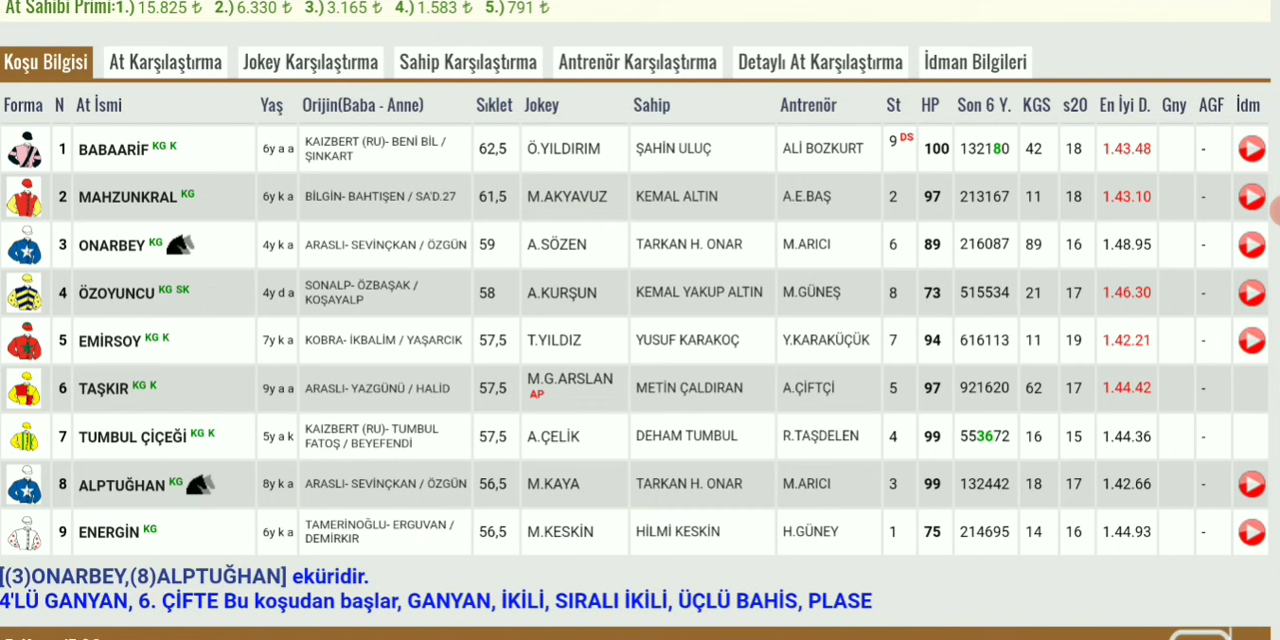 At Sahibi Primi:1.) 15.825 ₺ 2.) 6.330 ₺ 3.) 3.165 ₺ 4.) 1.583 ₺ 5.) 791 ₺
Koşu Bilgisi At Karşılaştırma Jokey Karşılaştırma Sahip Karşılaştırma Antrenör Karşılaştırma Detaylı At Karşılaştırma İdman Bilgileri
Forma N At İsmi Yaş Orijin(Baba - Anne) Sıklet Jokey Sahip Antrenör St HP Son 6 Y. KGS s20 En İyi D. Gny AGF İdm
1 BABAARİF KG K 6y a a KAIZBERT (RU)- BENİ BİL / ŞINKART 62,5 Ö.YILDIRIM ŞAHİN ULUÇ ALİ BOZKURT 9 DS 100 132180 42 18 1.43.48 -
2 MAHZUNKRAL KG 6y k a BİLGİN- BAHTIŞEN / SA'D.27 61,5 M.AKYAVUZ KEMAL ALTIN A.E.BAŞ 2 97 213167 11 18 1.43.10 -
3 ONARBEY KG 4y k a ARASLI- SEVİNÇKAN / ÖZGÜN 59 A.SÖZEN TARKAN H. ONAR M.ARICI 6 89 216087 89 16 1.48.95 -
4 ÖZOYUNCU KG SK 4y d a SONALP- ÖZBAŞAK / KOŞAYALP 58 A.KURŞUN KEMAL YAKUP ALTIN M.GÜNEŞ 8 73 515534 21 17 1.46.30 -
5 EMİRSOY KG K 7y k a KOBRA- İKBALİM / YAŞARCIK 57,5 T.YILDIZ YUSUF KARAKOÇ Y.KARAKÜÇÜK 7 94 616113 11 19 1.42.21 -
6 TAŞKIR KG K 9y a a ARASLI- YAZGÜNÜ / HALİD 57,5 M.G.ARSLAN AP METİN ÇALDIRAN A.ÇİFTÇİ 5 97 921620 62 17 1.44.42 -
7 TUMBUL ÇİÇEĞİ KG K 5y a k KAIZBERT (RU)- TUMBUL FATOŞ / BEYEFENDİ 57,5 A.ÇELİK DEHAM TUMBUL R.TAŞDELEN 4 99 553672 16 15 1.44.36 -
8 ALPTUĞHAN KG 8y k a ARASLI- SEVİNÇKAN / ÖZGÜN 56,5 M.KAYA TARKAN H. ONAR M.ARICI 3 99 132442 18 17 1.42.66 -
9 ENERGİN KG 6y k a TAMERİNOĞLU- ERGUVAN / DEMİRKIR 56,5 M.KESKİN HİLMİ KESKİN H.GÜNEY 1 75 214695 14 16 1.44.93 -
[(3)ONARBEY,(8)ALPTUĞHAN] eküridir.
4'LÜ GANYAN, 6. ÇİFTE Bu koşudan başlar, GANYAN, İKİLİ, SIRALI İKİLİ, ÜÇLÜ BAHİS, PLASE